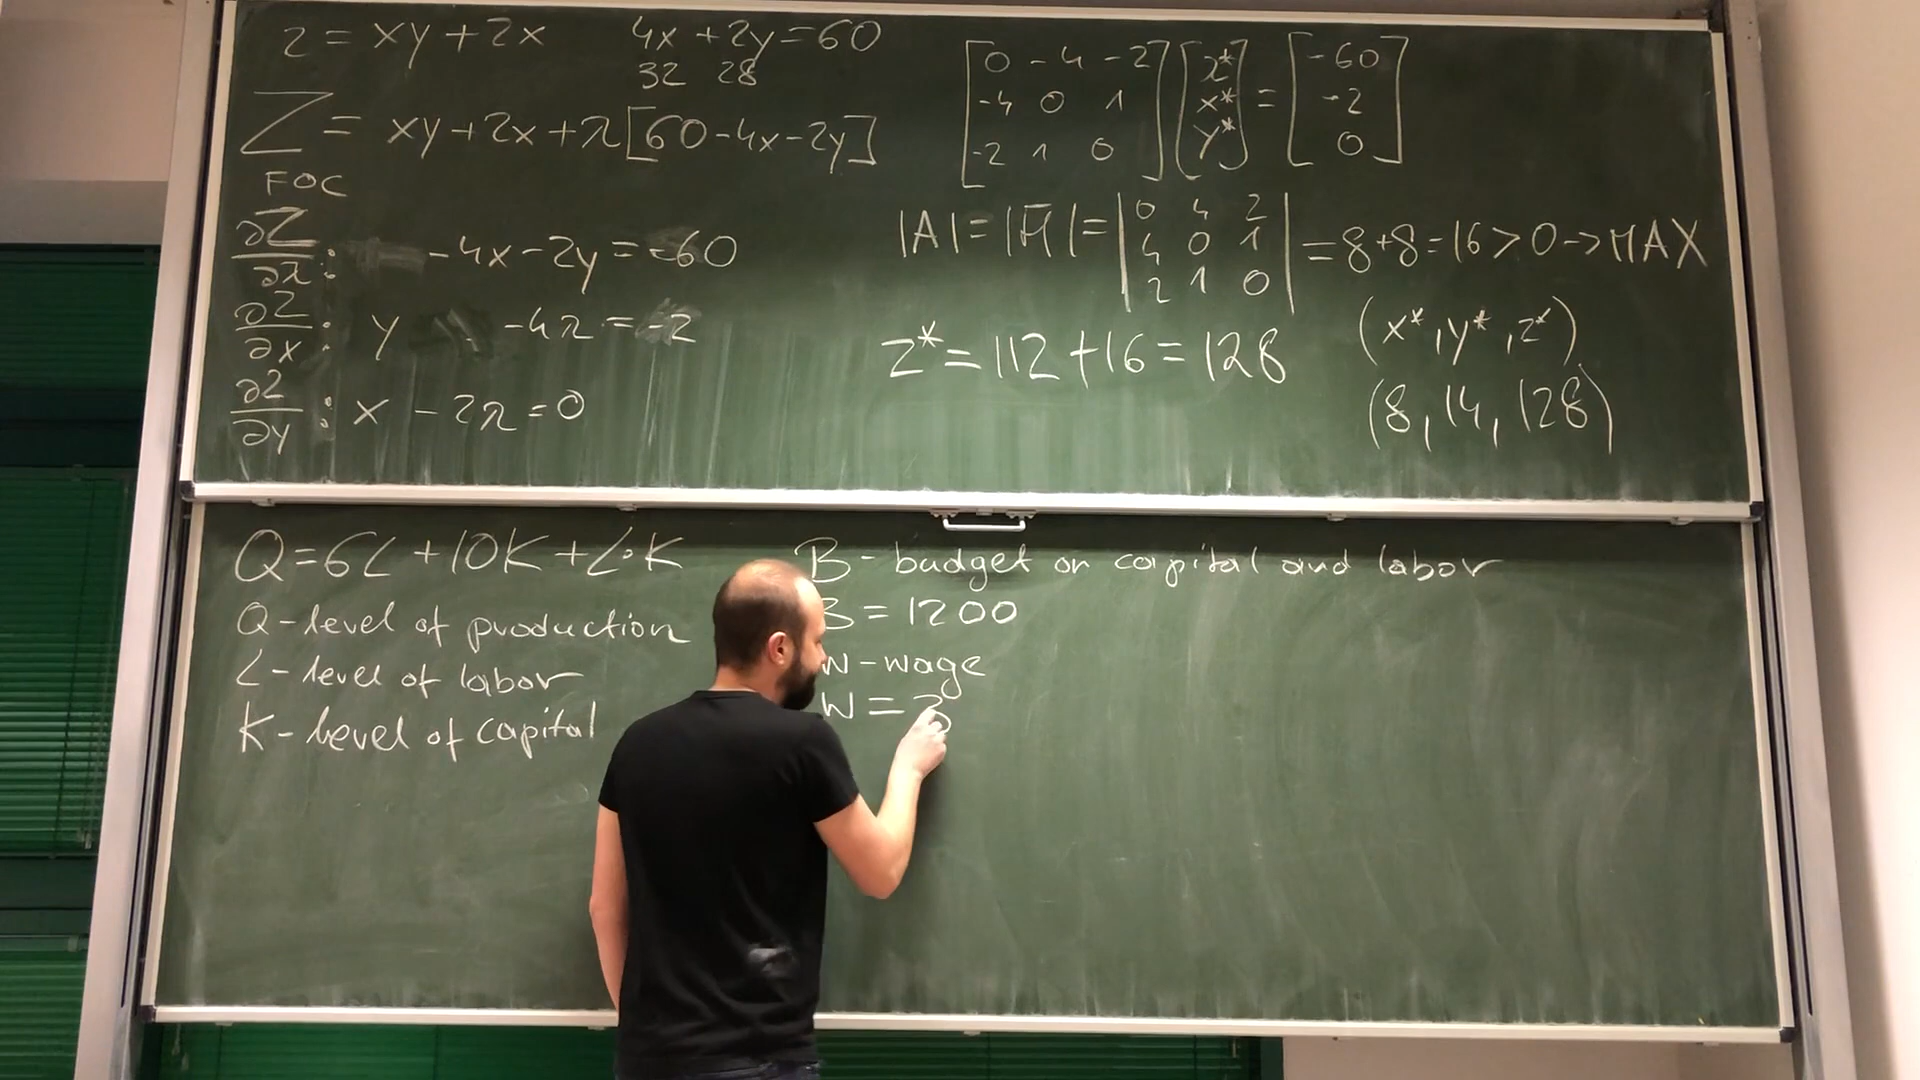 z = xy + 2x 4x + 2y = 60
32 28
Z = xy + 2x + λ[60 - 4x - 2y]
FOC
∂Z/∂λ : -4x - 2y = -60
∂Z/∂x : y -4λ = -2
∂Z/∂y : x - 2λ = 0
[0 -4 -2] [λ*] = [-60]
[-4 0 1] [x*] [-2]
[-2 1 0] [y*] [0]
|A| = |H̄| = |0 4 2| = 8 + 8 = 16 > 0 -> MAX
|4 0 1|
|2 1 0|
z* = 112 + 16 = 128
(x*, y*, z*)
(8, 14, 128)
Q = 6L + 10K + L·K
Q - level of production
L - level of labor
K - level of capital
B - budget on capital and labor
B = 1200
W - wage
W =